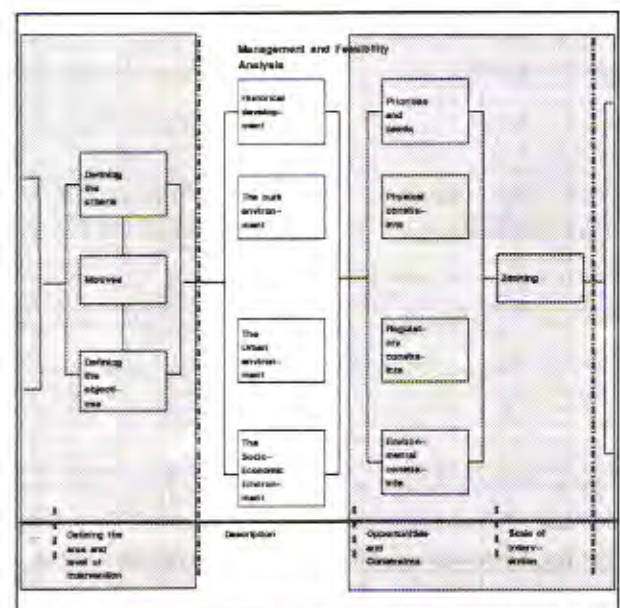 Management and Feasibility
Analysis
Defining
the
criteria
Motives
Defining
the
objecti-
ves
Historical
develop-
ment
The built
environ-
ment
The
Urban
environ-
ment
The
Socio-
Economic
Environ-
ment
Priorities
and
needs
Physical
constra-
ints
Regulat-
ory
constra-
ints
Environ-
mental
constra-
ints
Zoning
Defining the
area and
level of
intervention
Description
Opportunities
and
Constraints
Scale of
interv-
ention